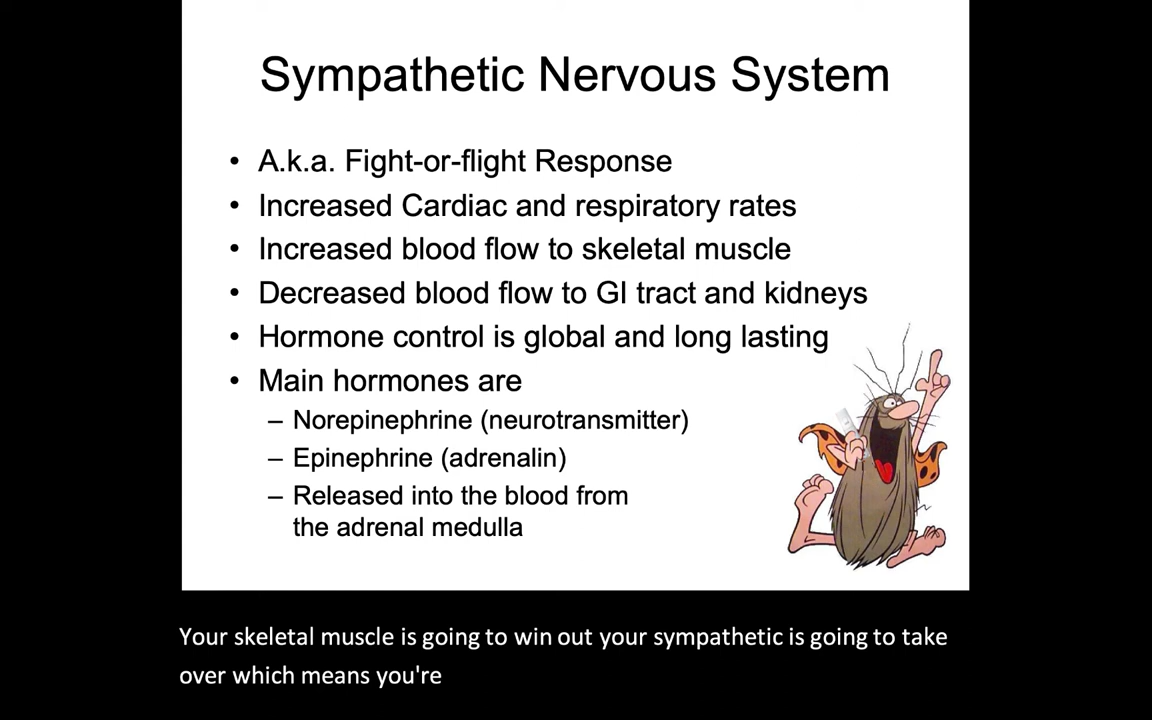 Sympathetic Nervous System
• A.k.a. Fight-or-flight Response
• Increased Cardiac and respiratory rates
• Increased blood flow to skeletal muscle
• Decreased blood flow to GI tract and kidneys
• Hormone control is global and long lasting
• Main hormones are
– Norepinephrine (neurotransmitter)
– Epinephrine (adrenalin)
– Released into the blood from
the adrenal medulla
Your skeletal muscle is going to win out your sympathetic is going to take
over which means you're